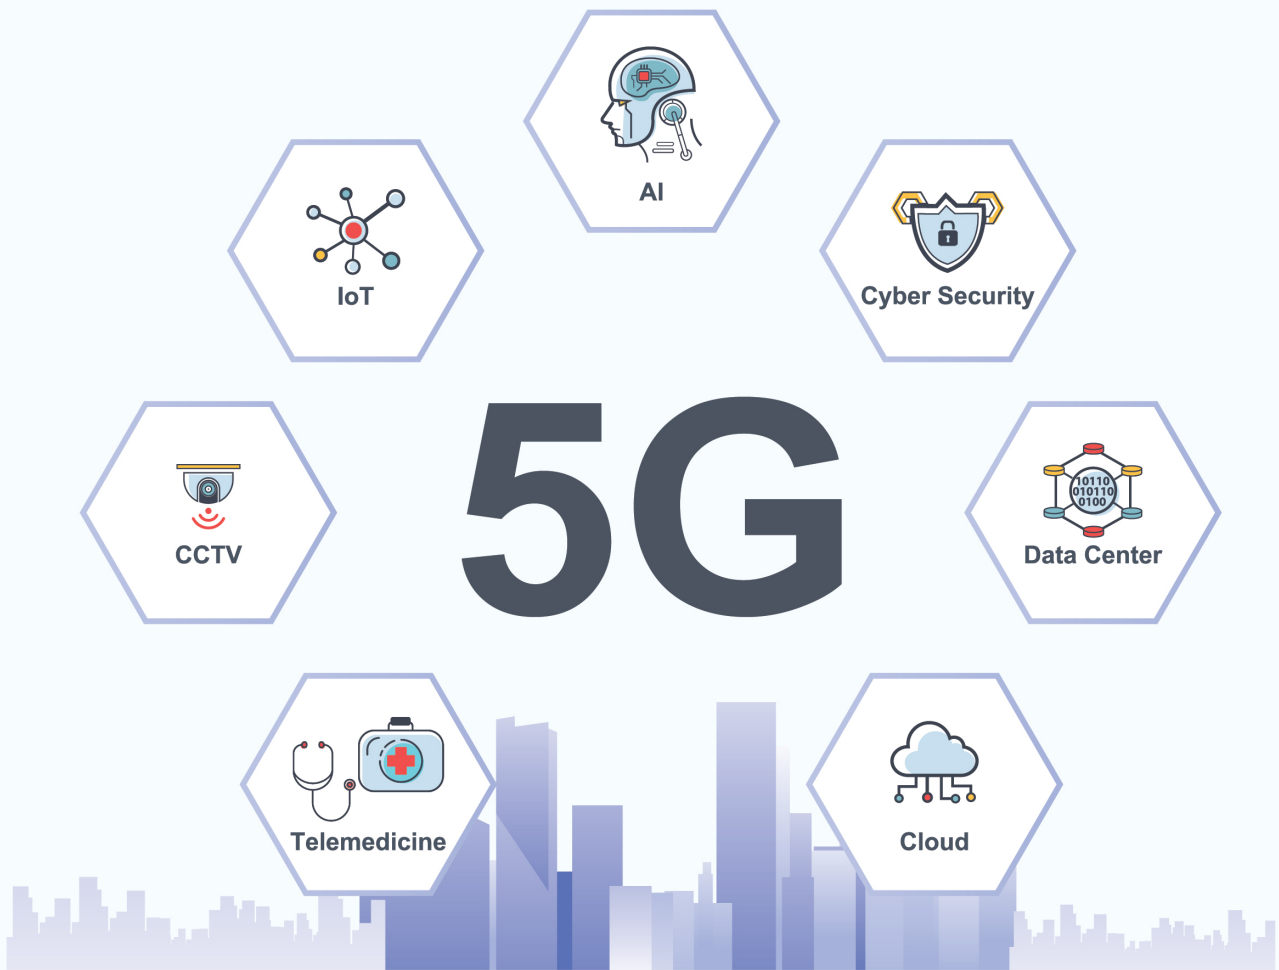 AI
IoT
Cyber Security
5G
CCTV
10110
010110
0100
Data Center
Telemedicine
Cloud